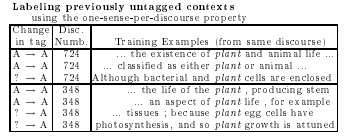 Labeling previously untagged contexts
using the one-sense-per-discourse property
Change in tag | Disc. Numb. | Training Examples (from same discourse)
A → A | 724 | ... the existence of plant and animal life ...
A → A | 724 | ... classified as either plant or animal ...
? → A | 724 | Although bacterial and plant cells are enclosed
A → A | 348 | ... the life of the plant , producing stem
A → A | 348 | ... an aspect of plant life , for example
? → A | 348 | ... tissues ; because plant egg cells have
? → A | 348 | photosynthesis, and so plant growth is attuned